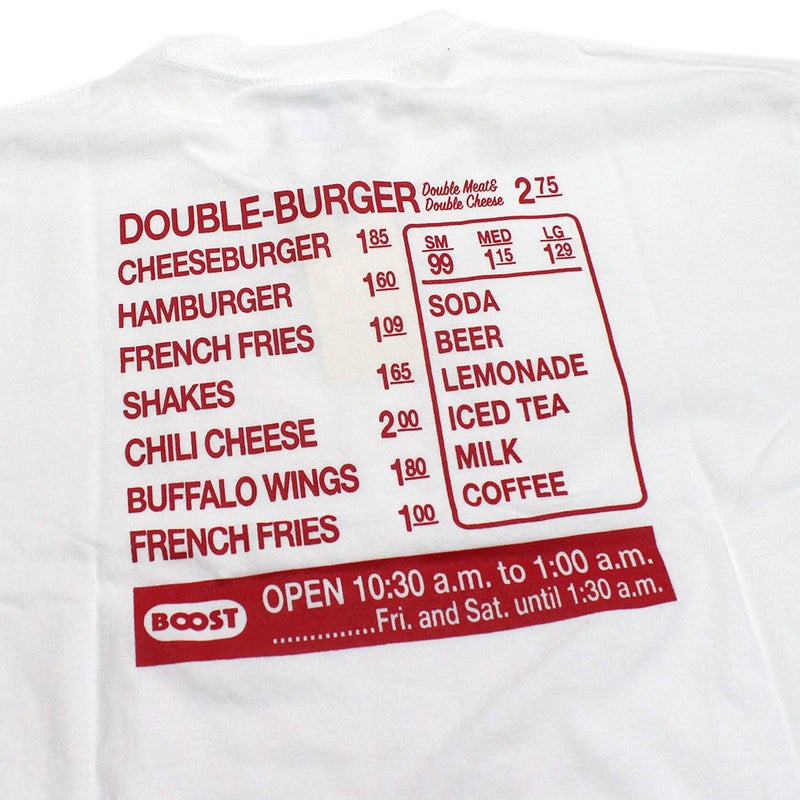 DOUBLE-BURGER Double Meat& Double Cheese 2.75
CHEESEBURGER 1.85
HAMBURGER 1.60
FRENCH FRIES 1.09
SHAKES 1.65
CHILI CHEESE 2.00
BUFFALO WINGS 1.80
FRENCH FRIES 1.00
SM MED LG
99 1.15 1.29
SODA
BEER
LEMONADE
ICED TEA
MILK
COFFEE
BOOST
OPEN 10:30 a.m. to 1:00 a.m.
...............Fri. and Sat. until 1:30 a.m.